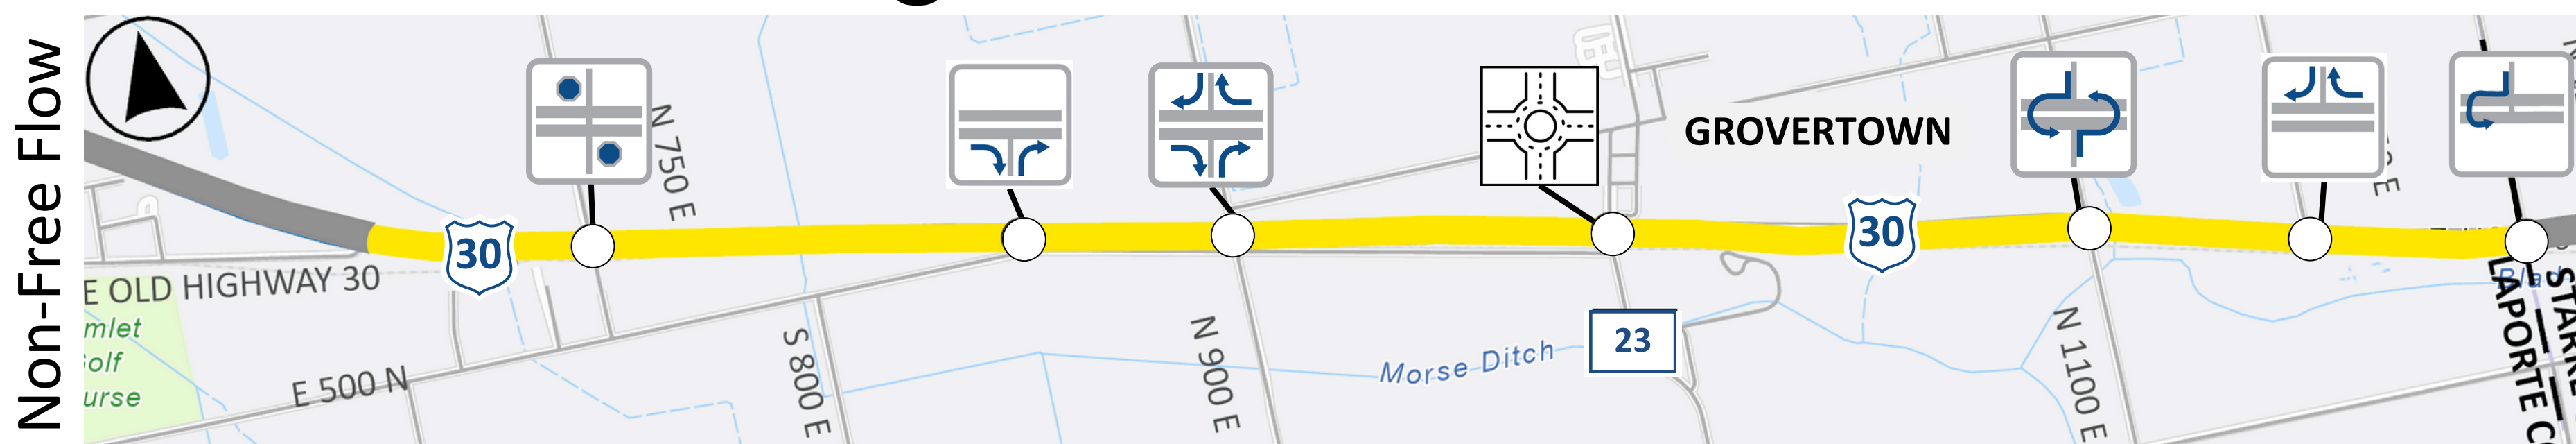 Non-Free Flow
N 750 E
GROVERTOWN
30
30
E OLD HIGHWAY 30
mlet
olf
urse
E 500 N
S 800 E
N 900 E
Morse Ditch
23
N 1100 E
LAPORTE C
STARK